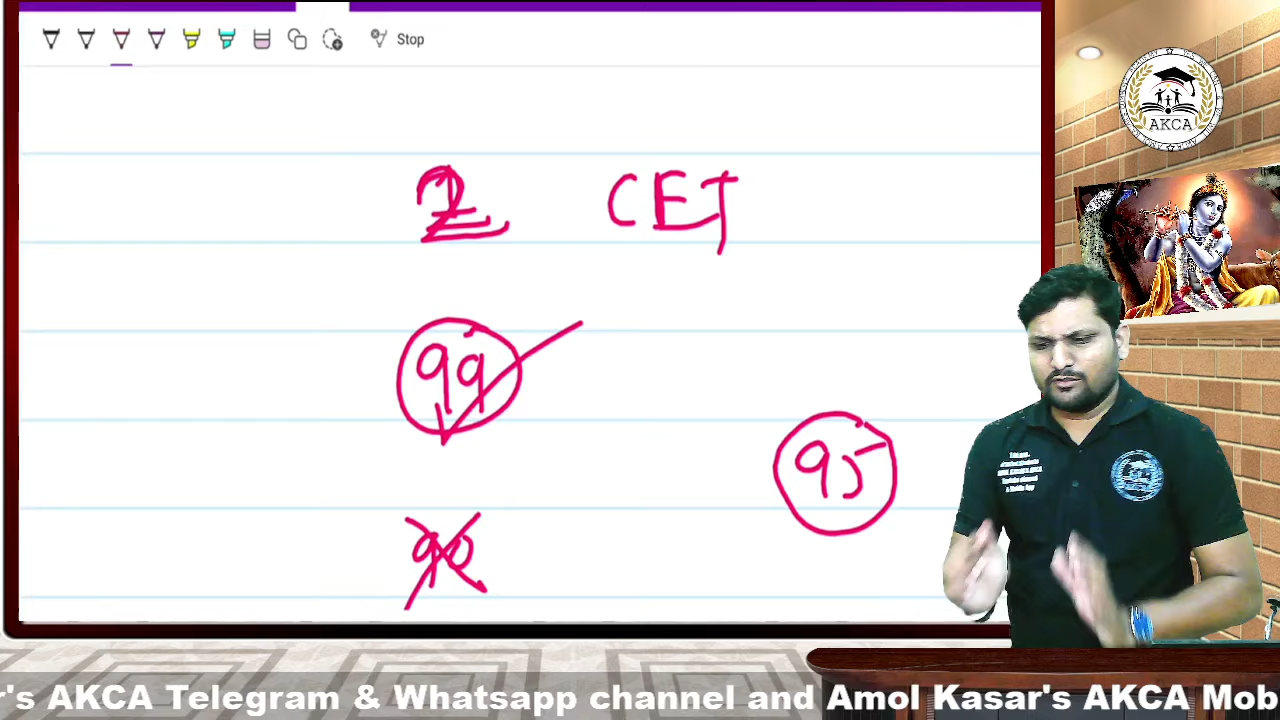 Stop
AKCA
2 CET
99
95
90
r's AKCA Telegram & Whatsapp channel and Amol Kasar's AKCA Mob